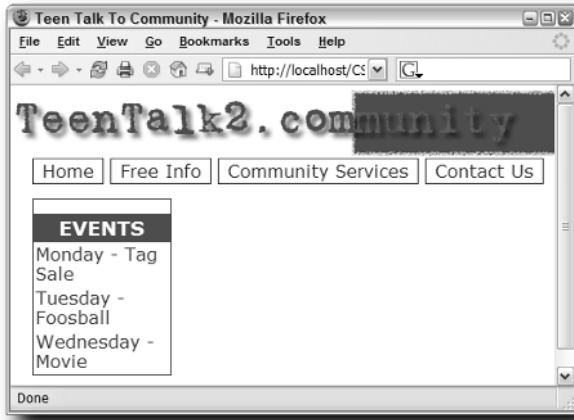 Teen Talk To Community - Mozilla Firefox
File Edit View Go Bookmarks Tools Help
http://localhost/CS G
TeenTalk2.community
Home Free Info Community Services Contact Us
EVENTS
Monday - Tag
Sale
Tuesday -
Foosball
Wednesday -
Movie
Done